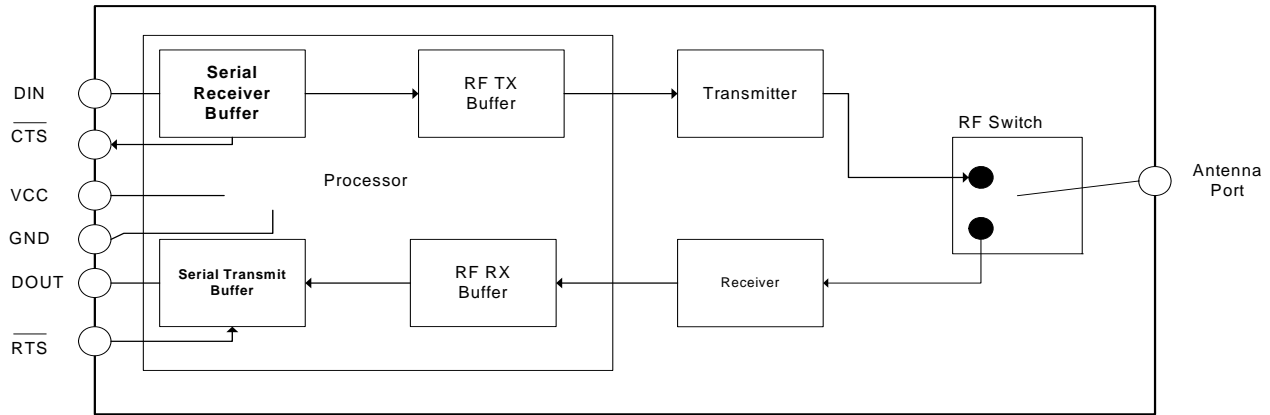 DIN
CTS
VCC
GND
DOUT
RTS
Serial
Receiver
Buffer
RF TX
Buffer
Transmitter
RF Switch
Processor
Antenna
Port
Serial Transmit
Buffer
RF RX
Buffer
Receiver